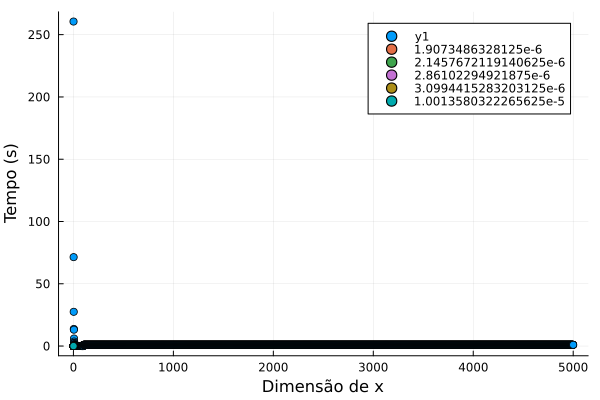 250
200
150
100
50
0
Tempo (s)
y1
1.9073486328125e-6
2.1457672119140625e-6
2.86102294921875e-6
3.0994415283203125e-6
1.0013580322265625e-5
0 1000 2000 3000 4000 5000
Dimensão de x